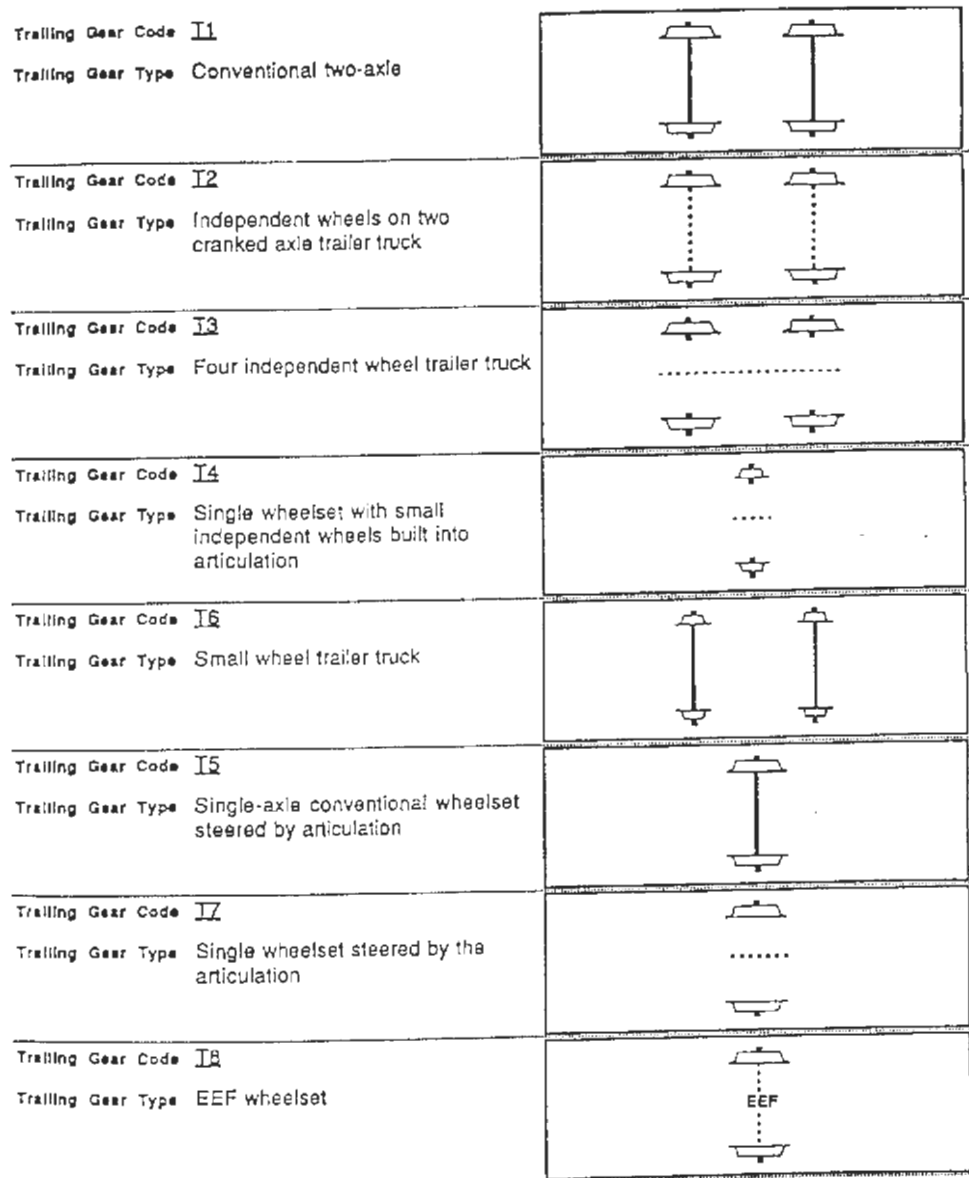 Trailing Gear Code T1
Trailing Gear Type Conventional two-axle
Trailing Gear Code T2
Trailing Gear Type Independent wheels on two
cranked axle trailer truck
Trailing Gear Code T3
Trailing Gear Type Four independent wheel trailer truck
Trailing Gear Code T4
Trailing Gear Type Single wheelset with small
independent wheels built into
articulation
Trailing Gear Code T6
Trailing Gear Type Small wheel trailer truck
Trailing Gear Code T5
Trailing Gear Type Single-axle conventional wheelset
steered by articulation
Trailing Gear Code T7
Trailing Gear Type Single wheelset steered by the
articulation
Trailing Gear Code T8
Trailing Gear Type EEF wheelset
EEF